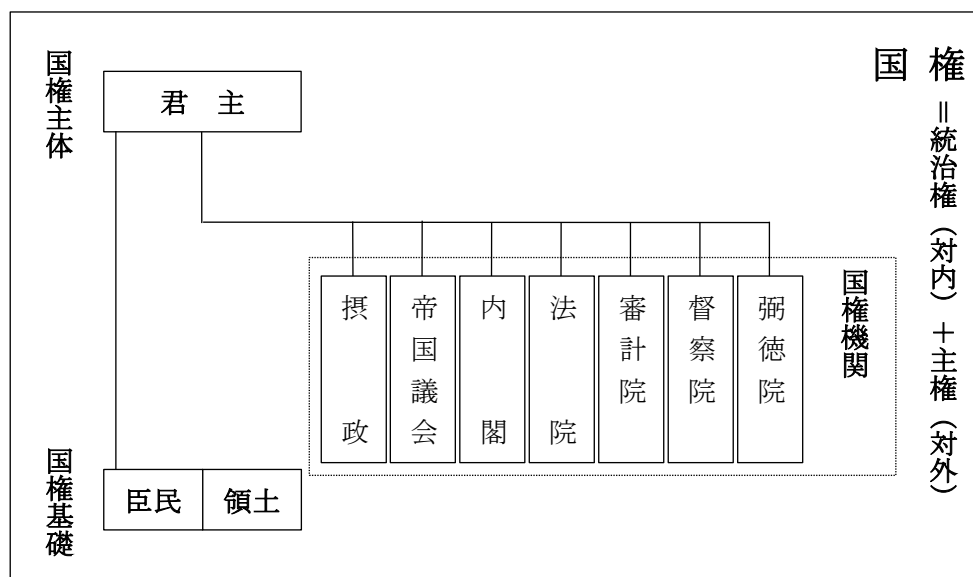 国権
＝統治権（対内）＋主権（対外）
国権主体
君主
国権機関
弼徳院
督察院
審計院
法院
内閣
帝国議会
摂政
国権基礎
臣民
領土